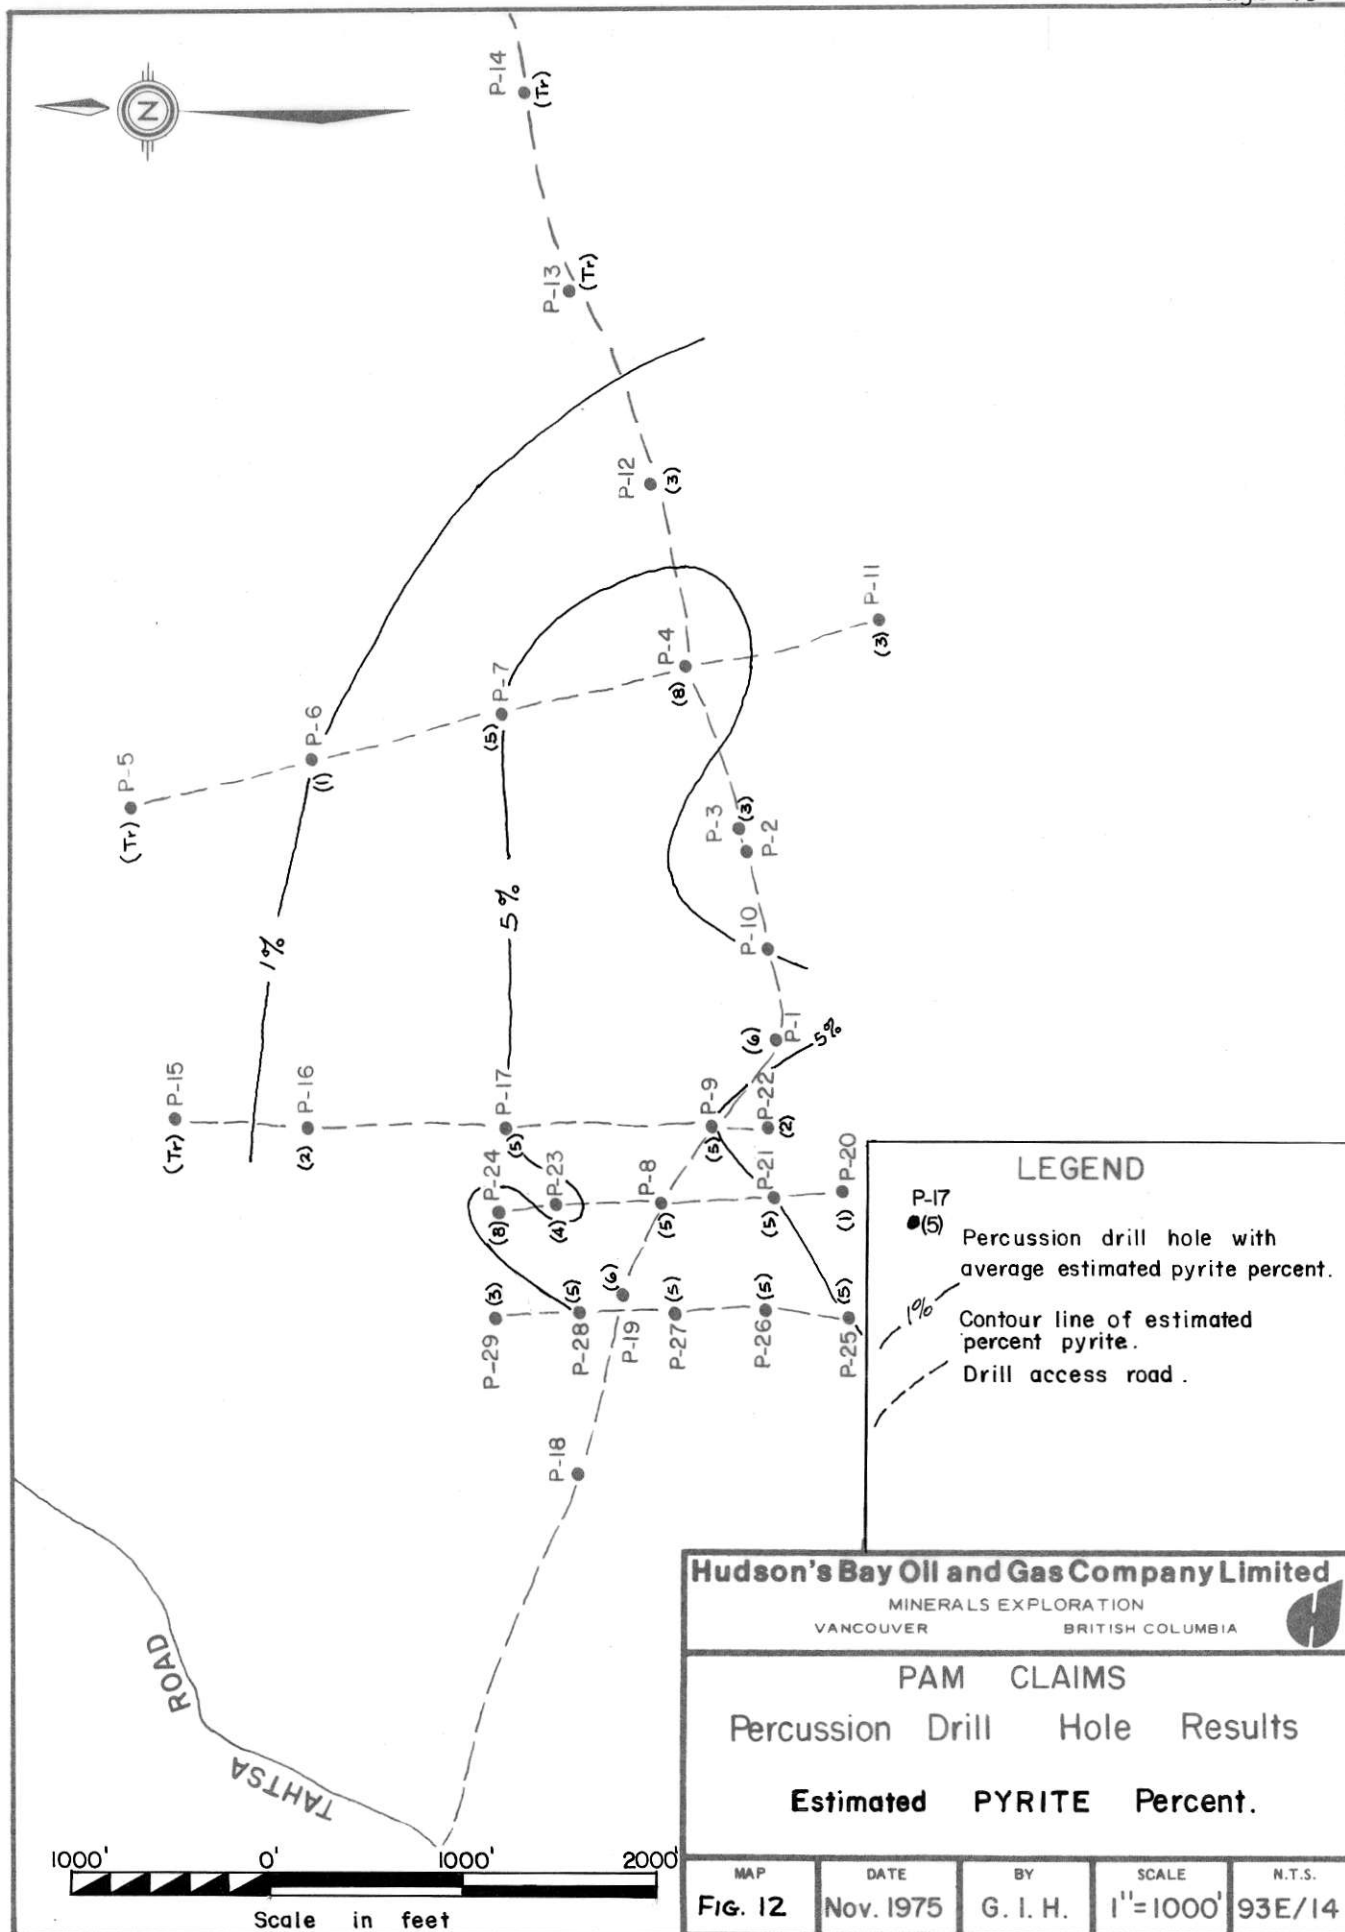 N
P-14
(Tr)
P-13
(Tr)
P-12
(3)
P-11
(3)
P-4
(8)
P-7
(5)
P-6
(1)
P-5
(Tr)
P-3
(3)
P-2
5%
1%
P-10
P-1
(6)
5%
P-15
(Tr)
P-16
(2)
P-17
(5)
P-9
(5)
P-22
(2)
P-24
(8)
P-23
(4)
P-8
(5)
P-21
(5)
P-20
(1)
P-29
(3)
P-28
(5)
P-19
(6)
P-27
(5)
P-26
(5)
P-25
(5)
P-18
TAHTSA ROAD
LEGEND
P-17
(5)
Percussion drill hole with
average estimated pyrite percent.
1%
Contour line of estimated
percent pyrite.
Drill access road.
Hudson's Bay Oil and Gas Company Limited
MINERALS EXPLORATION
VANCOUVER BRITISH COLUMBIA
PAM CLAIMS
Percussion Drill Hole Results
Estimated PYRITE Percent.
MAP DATE BY SCALE N.T.S.
FIG. 12 Nov. 1975 G. I. H. 1"=1000' 93E/14
1000' 0' 1000' 2000'
Scale in feet